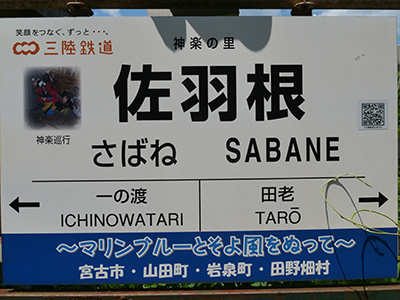 笑顔をつなぐ、ずっと・・・。
三陸鉄道
神楽の里
佐羽根
神楽巡行
さばね SABANE
一の渡 田老
ICHINOWATARI TARŌ
～マリンブルーとそよ風をぬって～
宮古市・山田町・岩泉町・田野畑村